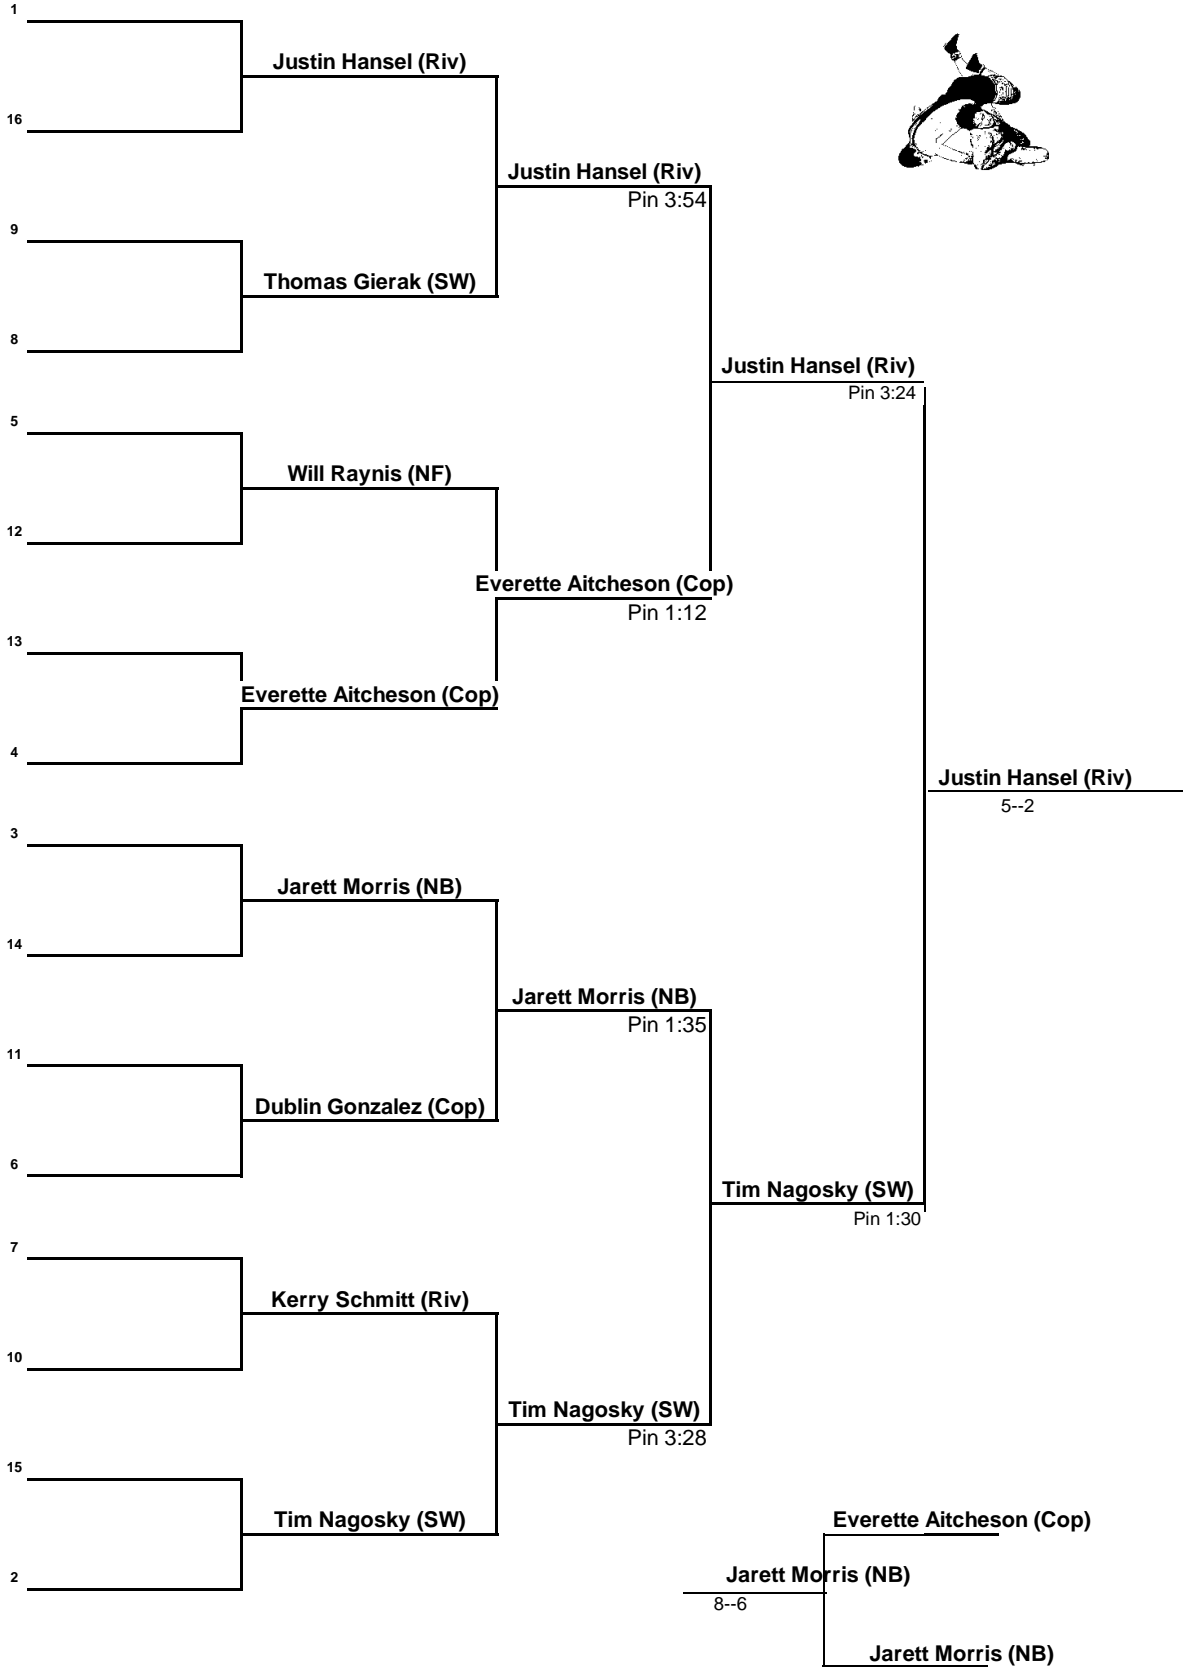 1
Justin Hansel (Riv)
16
Justin Hansel (Riv)
Pin 3:54
9
Thomas Gierak (SW)
8
Justin Hansel (Riv)
Pin 3:24
5
Will Raynis (NF)
12
Everette Aitcheson (Cop)
Pin 1:12
13
Everette Aitcheson (Cop)
4
Justin Hansel (Riv)
5--2
3
Jarett Morris (NB)
14
Jarett Morris (NB)
Pin 1:35
11
Dublin Gonzalez (Cop)
6
Tim Nagosky (SW)
Pin 1:30
7
Kerry Schmitt (Riv)
10
Tim Nagosky (SW)
Pin 3:28
15
Tim Nagosky (SW)
2
Everette Aitcheson (Cop)
Jarett Morris (NB)
8--6
Jarett Morris (NB)